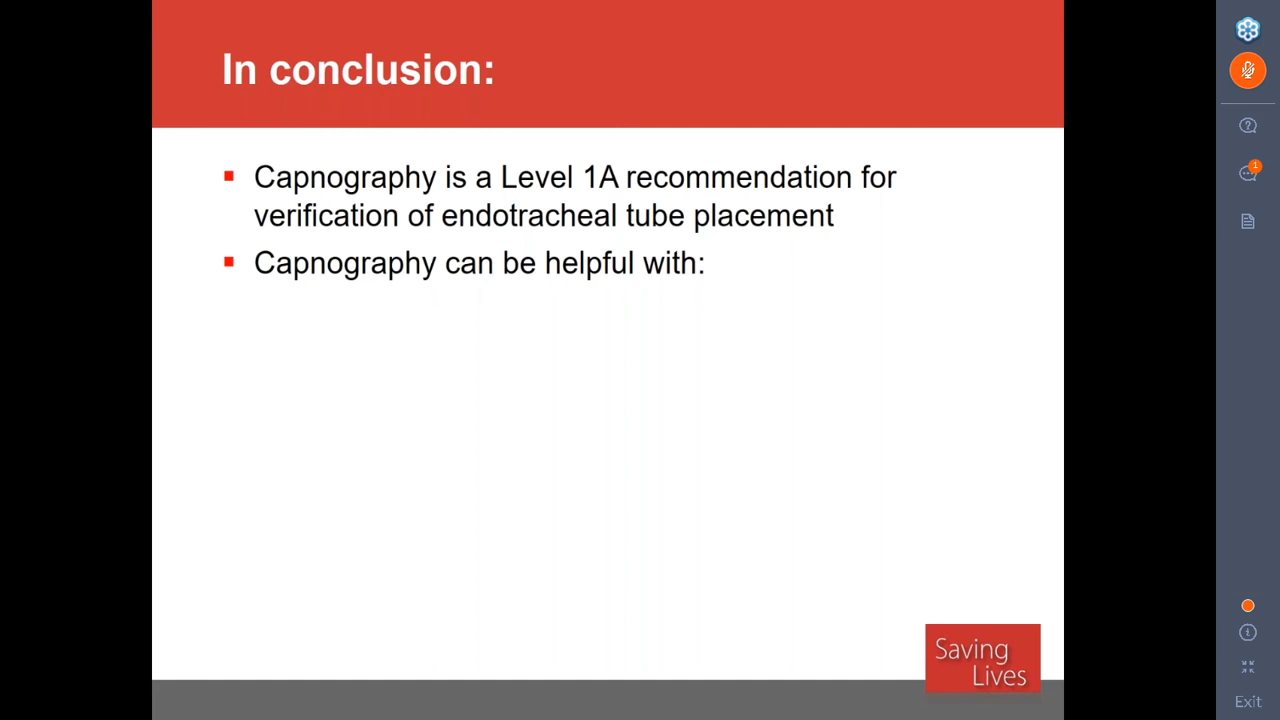 In conclusion:
Capnography is a Level 1A recommendation for
verification of endotracheal tube placement
Capnography can be helpful with:
Saving
Lives
1
Exit